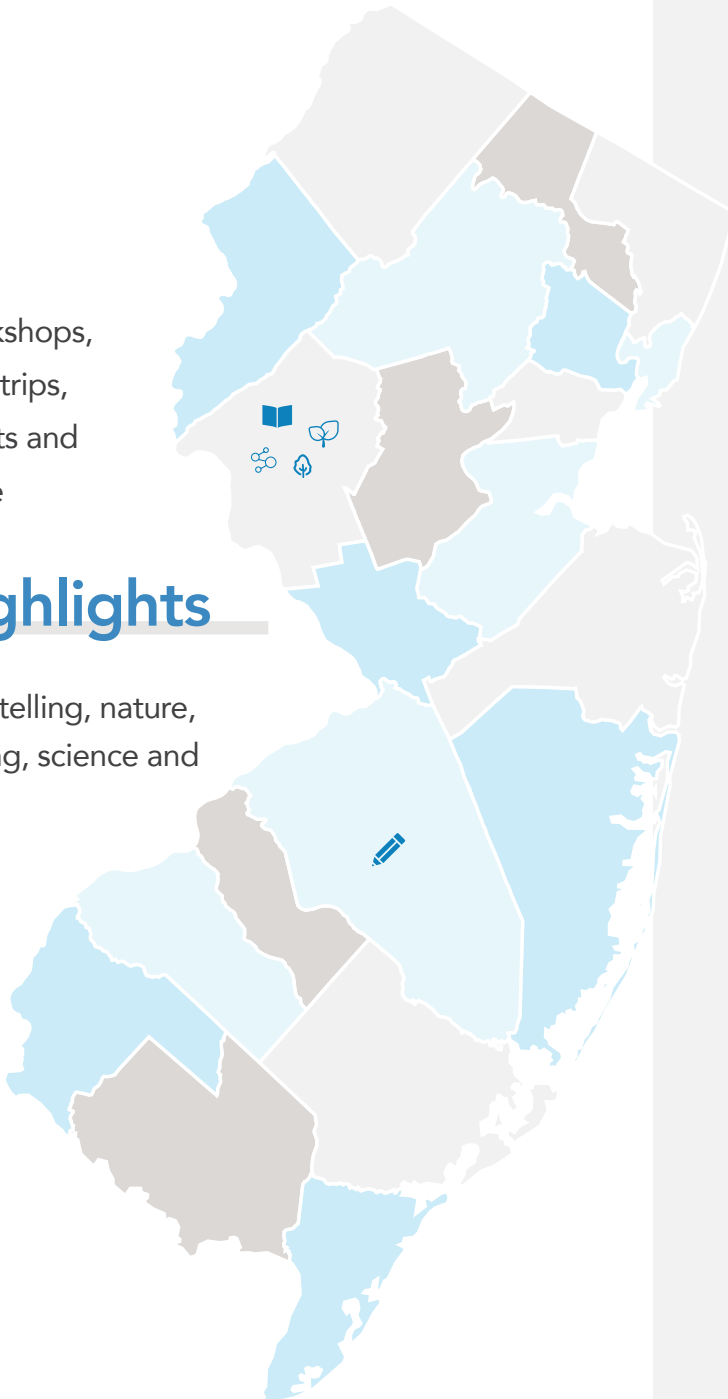 kshops,
trips,
ts and
e
ghlights
telling, nature,
g, science and